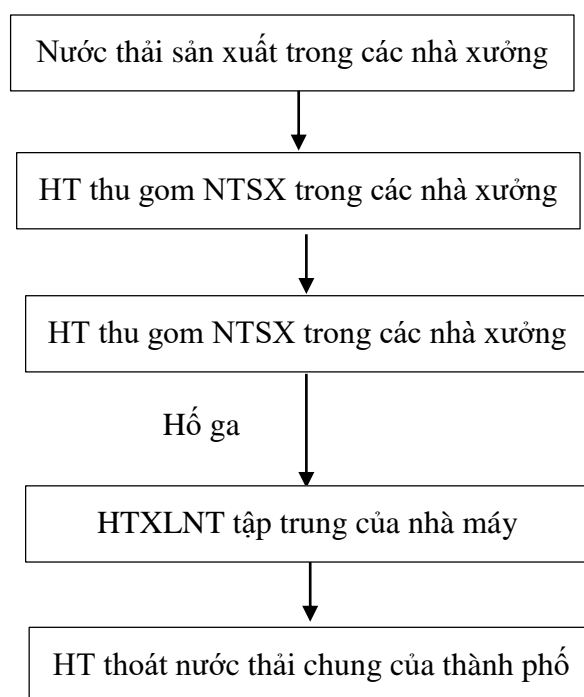 Nước thải sản xuất trong các nhà xưởng
HT thu gom NTSX trong các nhà xưởng
HT thu gom NTSX trong các nhà xưởng
Hố ga
HTXLNT tập trung của nhà máy
HT thoát nước thải chung của thành phố